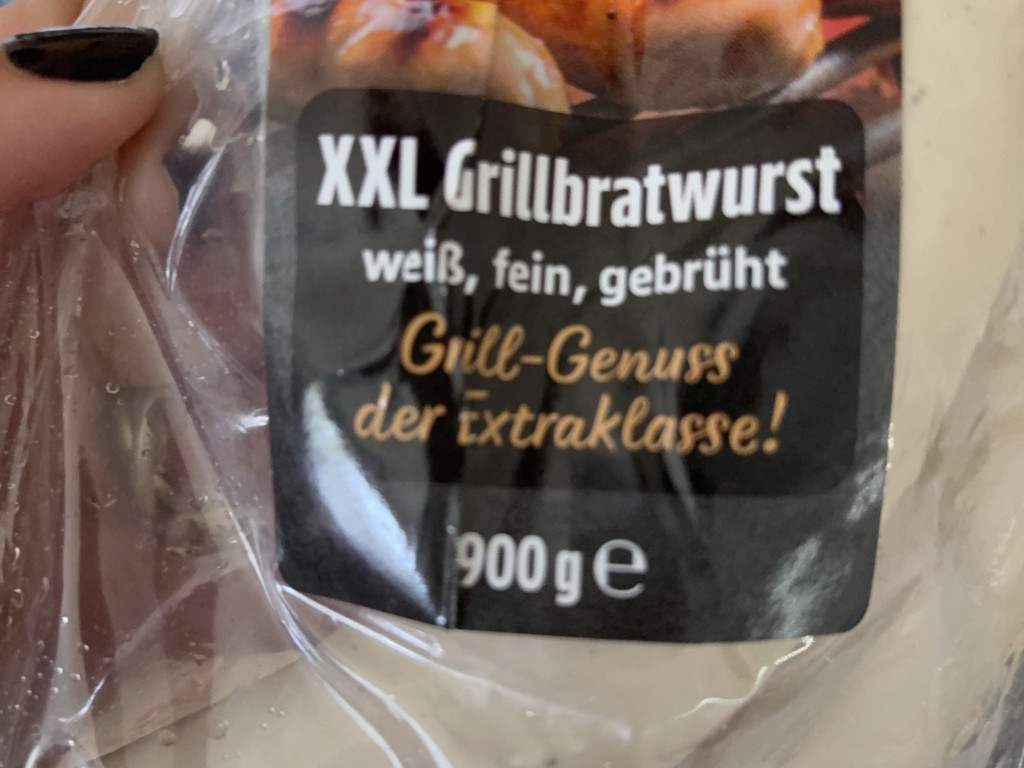 XXL Grillbratwurst
weiß, fein, gebrüht
Grill-Genuss
der Extraklasse!
900 g ℮